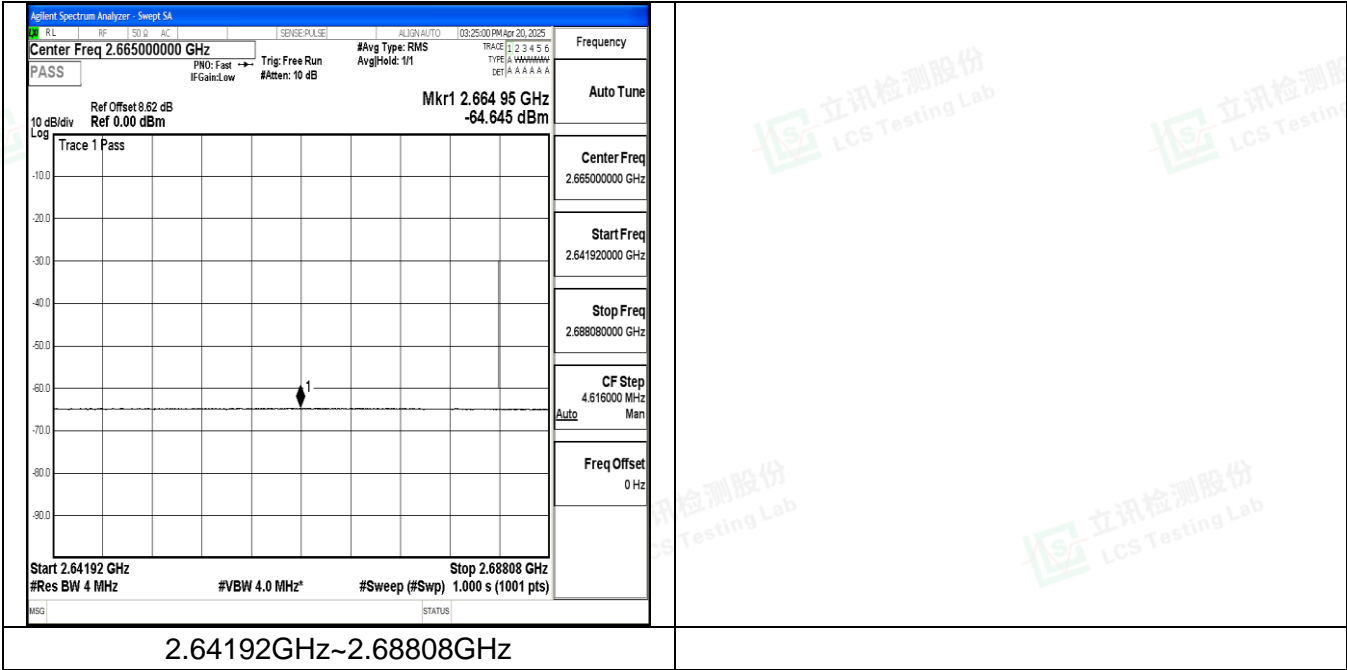 Agilent Spectrum Analyzer - Swept SA
RL RF 50 Ω AC SENSE:PULSE ALIGN AUTO 03:25:00 PM Apr 20, 2025
Center Freq 2.665000000 GHz
PASS
PNO: Fast
IFGain:Low
Trig: Free Run
#Atten: 10 dB
#Avg Type: RMS
Avg|Hold: 1/1
TRACE 1 2 3 4 5 6
TYPE A WWWWW
DET A A A A A A
Ref Offset 8.62 dB
Ref 0.00 dBm
10 dB/div
Log
Mkr1 2.664 95 GHz
-64.645 dBm
Trace 1 Pass
-10.0
-20.0
-30.0
-40.0
-50.0
-60.0
-70.0
-80.0
-90.0
1
Start 2.64192 GHz Stop 2.68808 GHz
#Res BW 4 MHz #VBW 4.0 MHz* #Sweep (#Swp) 1.000 s (1001 pts)
MSG STATUS
Frequency
Auto Tune
Center Freq
2.665000000 GHz
Start Freq
2.641920000 GHz
Stop Freq
2.688080000 GHz
CF Step
4.616000 MHz
Auto Man
Freq Offset
0 Hz
2.64192GHz~2.68808GHz
立讯检测股份
LCS Testing Lab
立讯检测股
LCS Testing
讯检测股份
CS Testing Lab
立讯检测股份
LCS Testing Lab